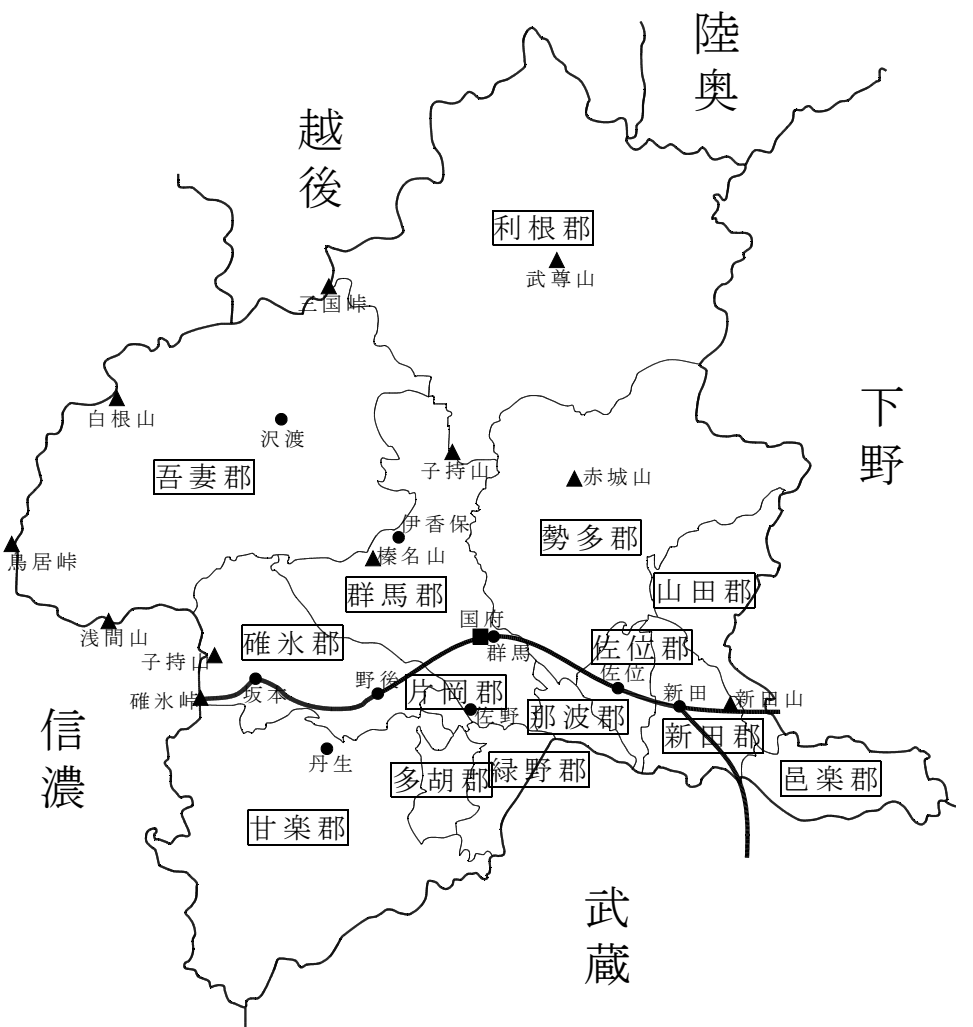 陸奥
越後
利根郡
武尊山
三国峠
白根山
下野
沢渡
子持山
吾妻郡
赤城山
伊香保
勢多郡
鳥居峠
榛名山
群馬郡
山田郡
国府
浅間山
碓氷郡
群馬
佐位郡
子持山
佐位
野後
碓氷峠
坂本
片岡郡
新田
新田山
佐野
那波郡
信濃
新田郡
丹生
多胡郡
緑野郡
邑楽郡
甘楽郡
武蔵